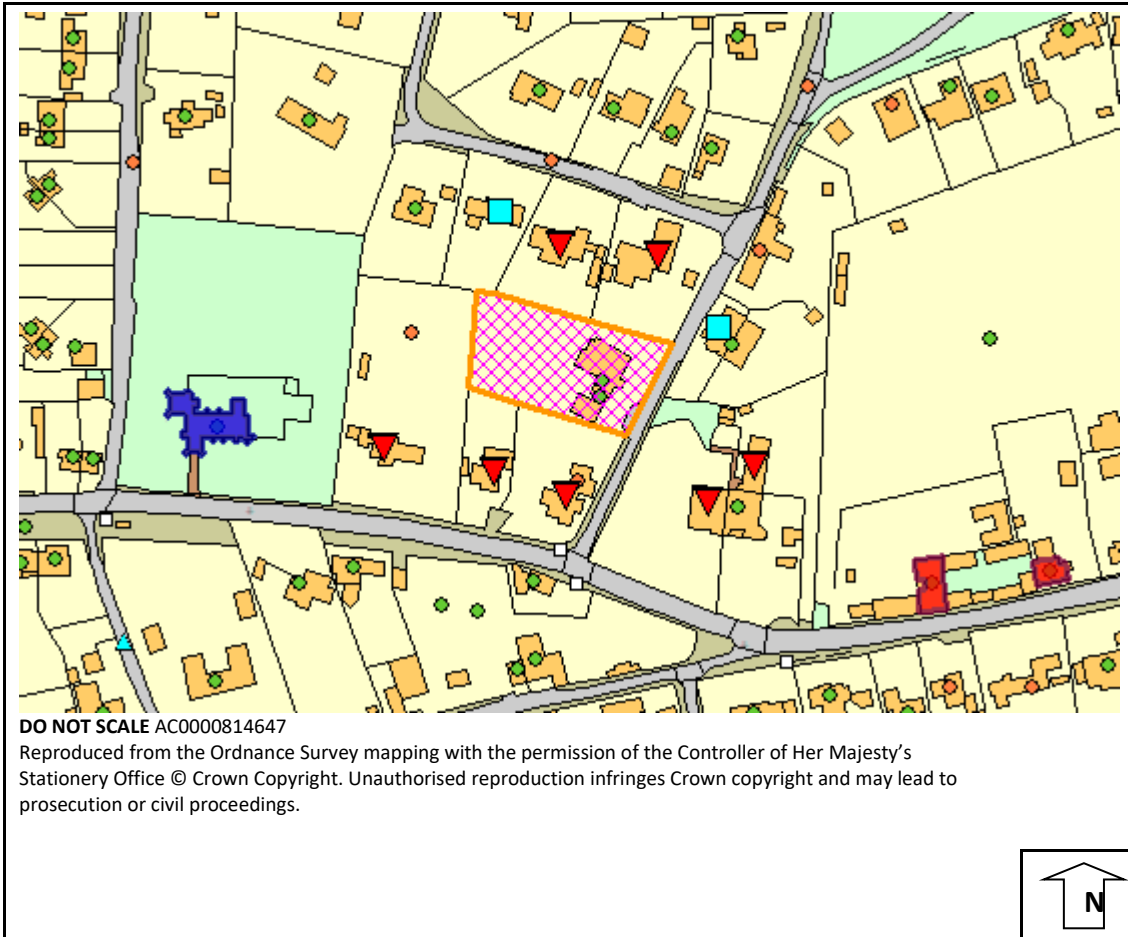 DO NOT SCALE AC0000814647
Reproduced from the Ordnance Survey mapping with the permission of the Controller of Her Majesty’s
Stationery Office © Crown Copyright. Unauthorised reproduction infringes Crown copyright and may lead to
prosecution or civil proceedings.
N